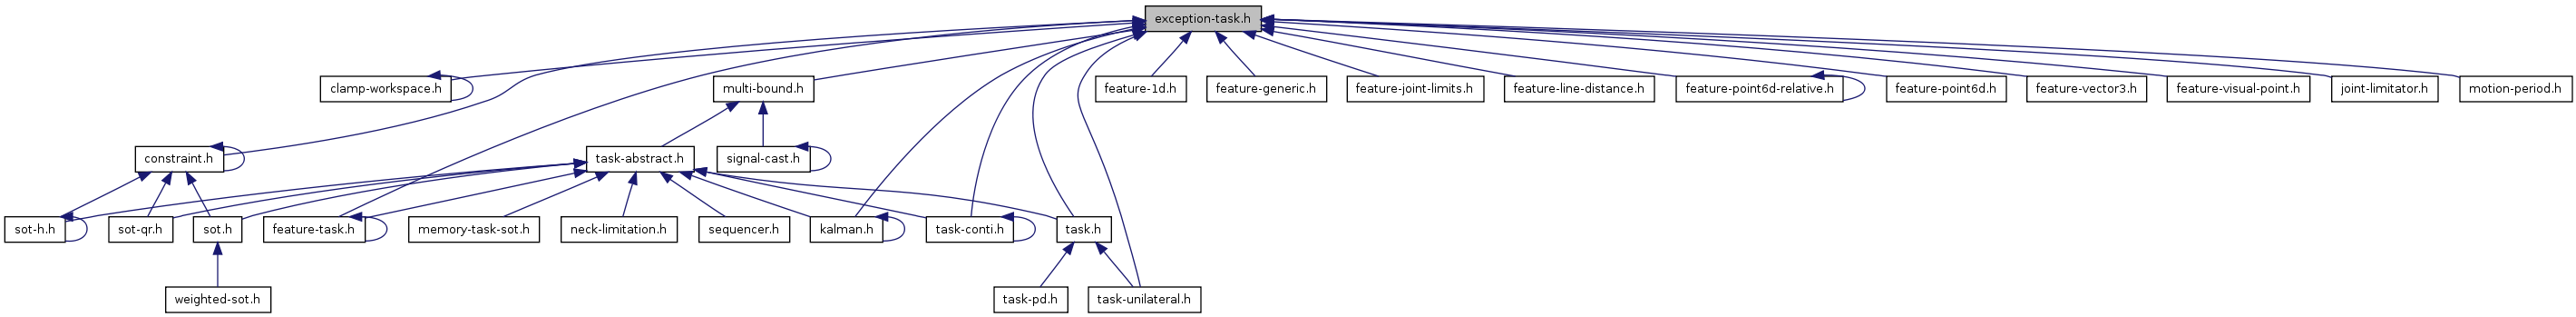 exception-task.h
clamp-workspace.h
multi-bound.h
feature-1d.h
feature-generic.h
feature-joint-limits.h
feature-line-distance.h
feature-point6d-relative.h
feature-point6d.h
feature-vector3.h
feature-visual-point.h
joint-limitator.h
motion-period.h
constraint.h
task-abstract.h
signal-cast.h
sot-h.h
sot-qr.h
sot.h
feature-task.h
memory-task-sot.h
neck-limitation.h
sequencer.h
kalman.h
task-conti.h
task.h
weighted-sot.h
task-pd.h
task-unilateral.h